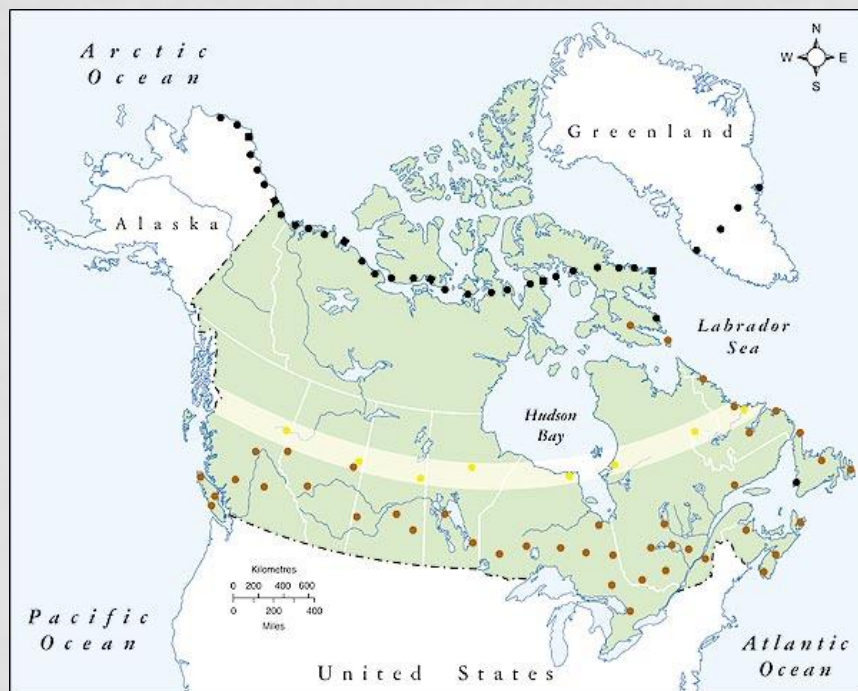 Arctic
Ocean
N
W E
S
Greenland
Alaska
Labrador
Sea
Hudson
Bay
Kilometres
0 200 400 600
0 200 400
Miles
Pacific
Ocean
Atlantic
Ocean
United States